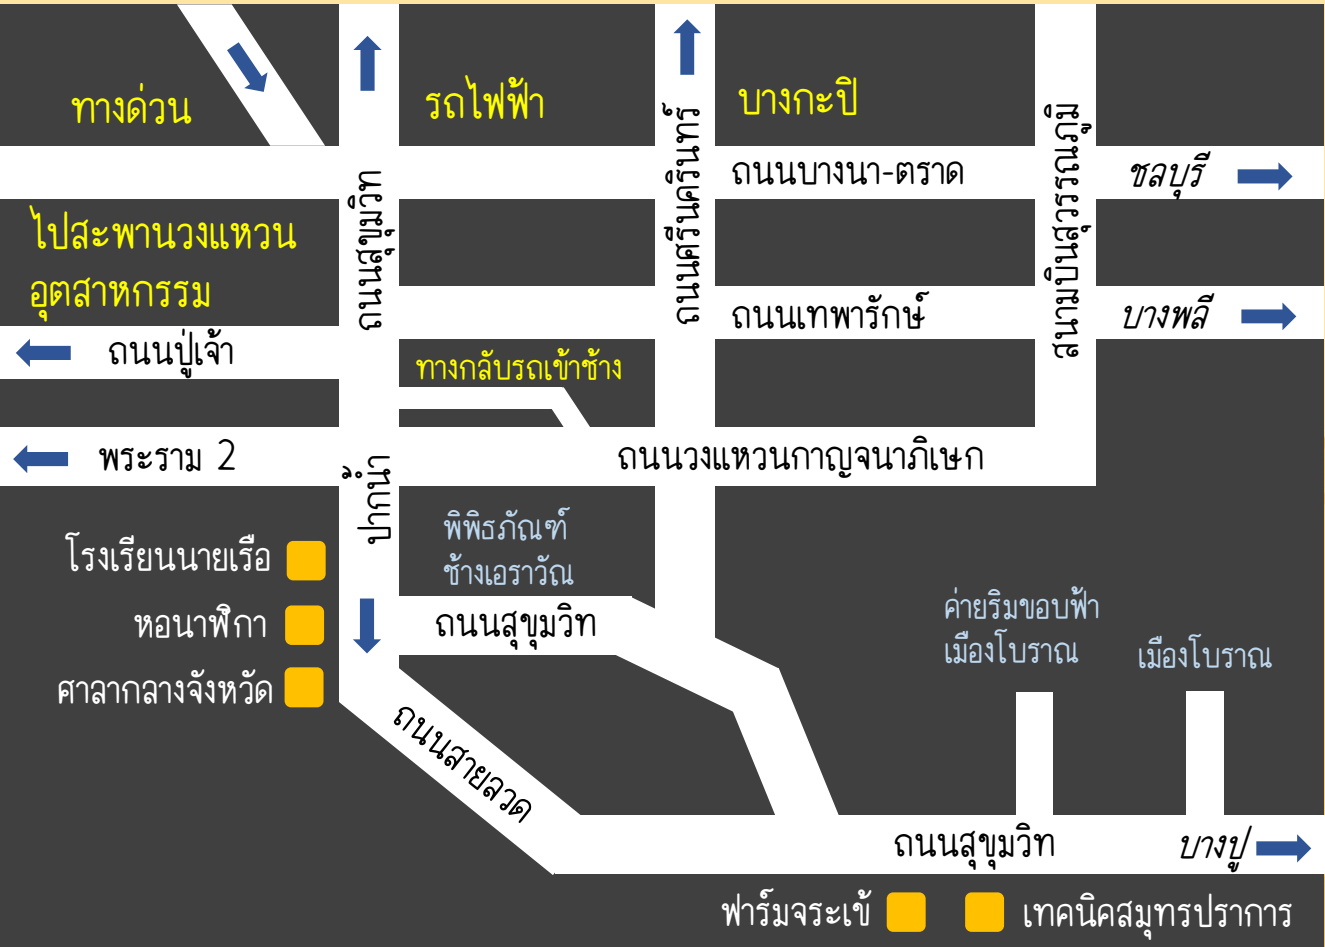 ทางด่วน
รถไฟฟ้า
บางกะปิ
ถนนสุขุมวิท
ถนนศรีนครินทร์
ถนนบางนา-ตราด
สนามบินสุวรรณภูมิ
ชลบุรี
ไปสะพานวงแหวน
อุตสาหกรรม
ถนนเทพารักษ์
บางพลี
ถนนปู่เจ้า
ทางกลับรถเข้าช้าง
พระราม 2
ถนนวงแหวนกาญจนาภิเษก
ปากน้ำ
พิพิธภัณฑ์
ช้างเอราวัณ
โรงเรียนนายเรือ
หอนาฬิกา
ศาลากลางจังหวัด
ถนนสุขุมวิท
ค่ายริมขอบฟ้า
เมืองโบราณ
เมืองโบราณ
ถนนสายลวด
ถนนสุขุมวิท
บางปู
ฟาร์มจระเข้
เทคนิคสมุทรปราการ